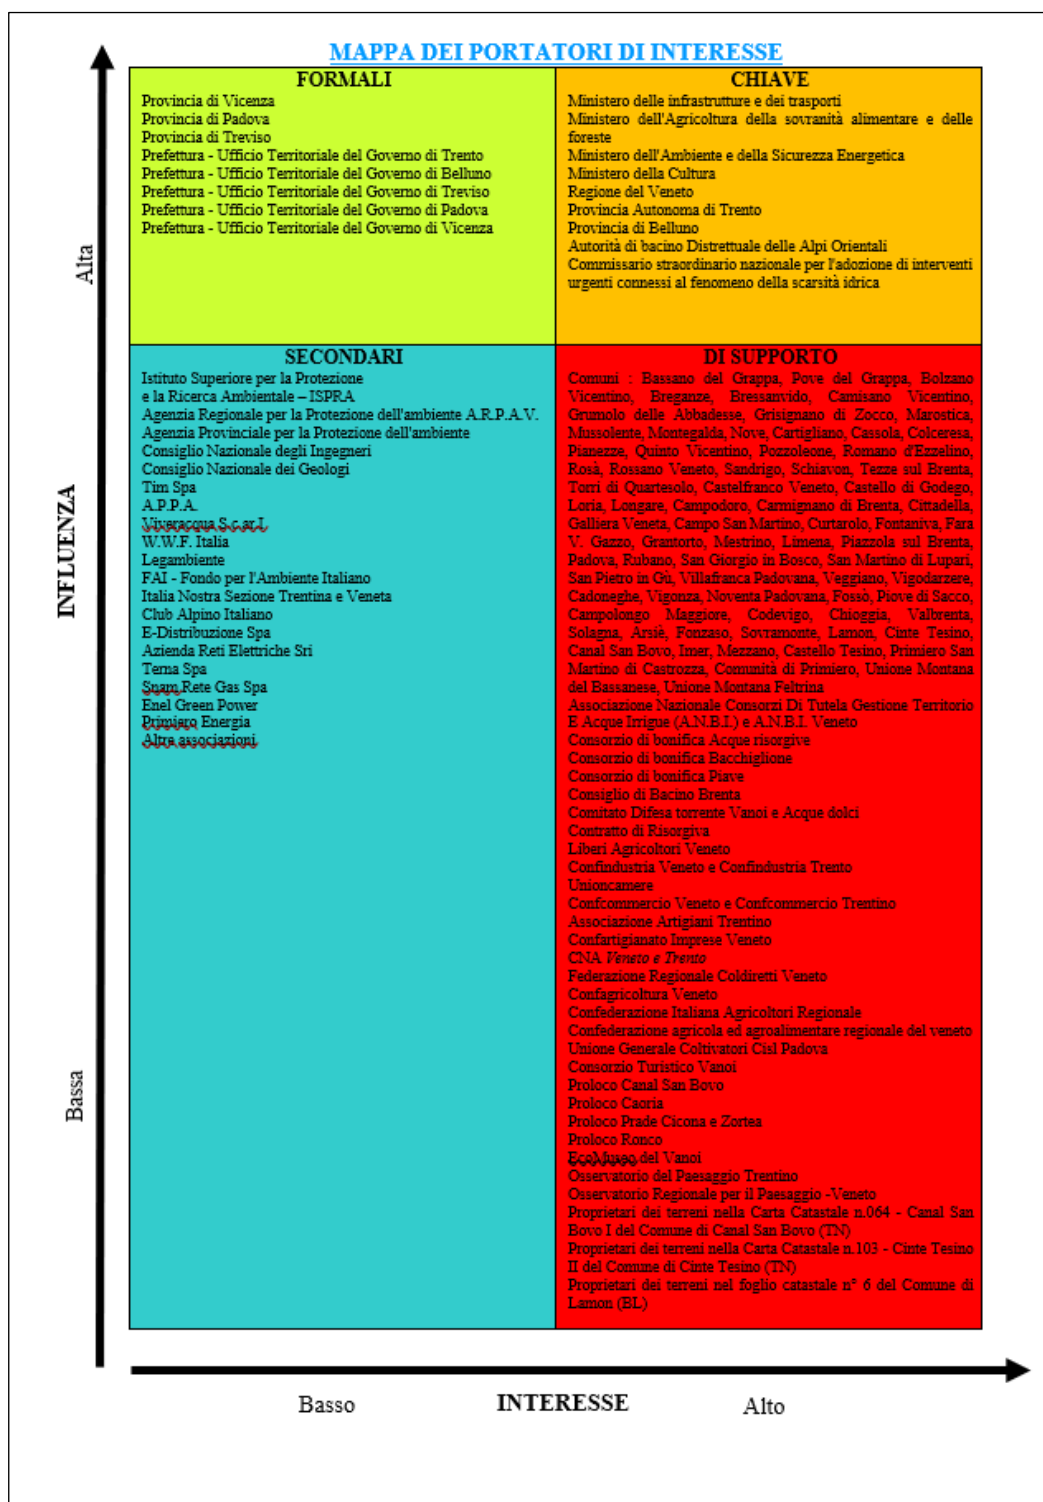 MAPPA DEI PORTATORI DI INTERESSE
FORMALI
Provincia di Vicenza
Provincia di Padova
Provincia di Treviso
Prefettura - Ufficio Territoriale del Governo di Trento
Prefettura - Ufficio Territoriale del Governo di Belluno
Prefettura - Ufficio Territoriale del Governo di Treviso
Prefettura - Ufficio Territoriale del Governo di Padova
Prefettura - Ufficio Territoriale del Governo di Vicenza
CHIAVE
Ministero delle infrastrutture e dei trasporti
Ministero dell'Agricoltura della sovranità alimentare e delle
foreste
Ministero dell'Ambiente e della Sicurezza Energetica
Ministero della Cultura
Regione del Veneto
Provincia Autonoma di Trento
Provincia di Belluno
Autorità di bacino Distrettuale delle Alpi Orientali
Commissario straordinario nazionale per l'adozione di interventi
urgenti connessi al fenomeno della scarsità idrica
SECONDARI
Istituto Superiore per la Protezione
e la Ricerca Ambientale – ISPRA
Agenzia Regionale per la Protezione dell'ambiente A.R.P.A.V.
Agenzia Provinciale per la Protezione dell'ambiente
Consiglio Nazionale degli Ingegneri
Consiglio Nazionale dei Geologi
Tim Spa
A.P.P.A.
Viveracqua S.c.ar.l.
W.W.F. Italia
Legambiente
FAI - Fondo per l'Ambiente Italiano
Italia Nostra Sezione Trentina e Veneta
Club Alpino Italiano
E-Distribuzione Spa
Azienda Reti Elettriche Srl
Terna Spa
Snam Rete Gas Spa
Enel Green Power
Primiero Energia
Altre associazioni
DI SUPPORTO
Comuni : Bassano del Grappa, Pove del Grappa, Bolzano
Vicentino, Breganze, Bressanvido, Camisano Vicentino,
Grumolo delle Abbadesse, Grisignano di Zocco, Marostica,
Mussolente, Montegalda, Nove, Cartigliano, Cassola, Colceresa,
Pianezze, Quinto Vicentino, Pozzoleone, Romano d'Ezzelino,
Rosà, Rossano Veneto, Sandrigo, Schiavon, Tezze sul Brenta,
Torri di Quartesolo, Castelfranco Veneto, Castello di Godego,
Loria, Longare, Campodoro, Carmignano di Brenta, Cittadella,
Galliera Veneta, Campo San Martino, Curtarolo, Fontaniva, Fara
V. Gazzo, Grantorto, Mestrino, Limena, Piazzola sul Brenta,
Padova, Rubano, San Giorgio in Bosco, San Martino di Lupari,
San Pietro in Gù, Villafranca Padovana, Veggiano, Vigodarzere,
Cadoneghe, Vigonza, Noventa Padovana, Fossò, Piove di Sacco,
Campolongo Maggiore, Codevigo, Chioggia, Valbrenta,
Solagna, Arsiè, Fonzaso, Sovramonte, Lamon, Cinte Tesino,
Canal San Bovo, Imer, Mezzano, Castello Tesino, Primiero San
Martino di Castrozza, Comunità di Primiero, Unione Montana
del Bassanese, Unione Montana Feltrina
Associazione Nazionale Consorzi Di Tutela Gestione Territorio
E Acque Irrigue (A.N.B.I.) e A.N.B.I. Veneto
Consorzio di bonifica Acque risorgive
Consorzio di bonifica Bacchiglione
Consorzio di bonifica Piave
Consiglio di Bacino Brenta
Comitato Difesa torrente Vanoi e Acque dolci
Contratto di Risorgiva
Liberi Agricoltori Veneto
Confindustria Veneto e Confindustria Trento
Unioncamere
Confcommercio Veneto e Confcommercio Trentino
Associazione Artigiani Trentino
Confartigianato Imprese Veneto
CNA Veneto e Trento
Federazione Regionale Coldiretti Veneto
Confagricoltura Veneto
Confederazione Italiana Agricoltori Regionale
Confederazione agricola ed agroalimentare regionale del veneto
Unione Generale Coltivatori Cisl Padova
Consorzio Turistico Vanoi
Proloco Canal San Bovo
Proloco Caoria
Proloco Prade Cicona e Zortea
Proloco Ronco
EcoMuseo del Vanoi
Osservatorio del Paesaggio Trentino
Osservatorio Regionale per il Paesaggio -Veneto
Proprietari dei terreni nella Carta Catastale n.064 - Canal San
Bovo I del Comune di Canal San Bovo (TN)
Proprietari dei terreni nella Carta Catastale n.103 - Cinte Tesino
II del Comune di Cinte Tesino (TN)
Proprietari dei terreni nel foglio catastale n° 6 del Comune di
Lamon (BL)
Alta
INFLUENZA
Bassa
Basso
INTERESSE
Alto